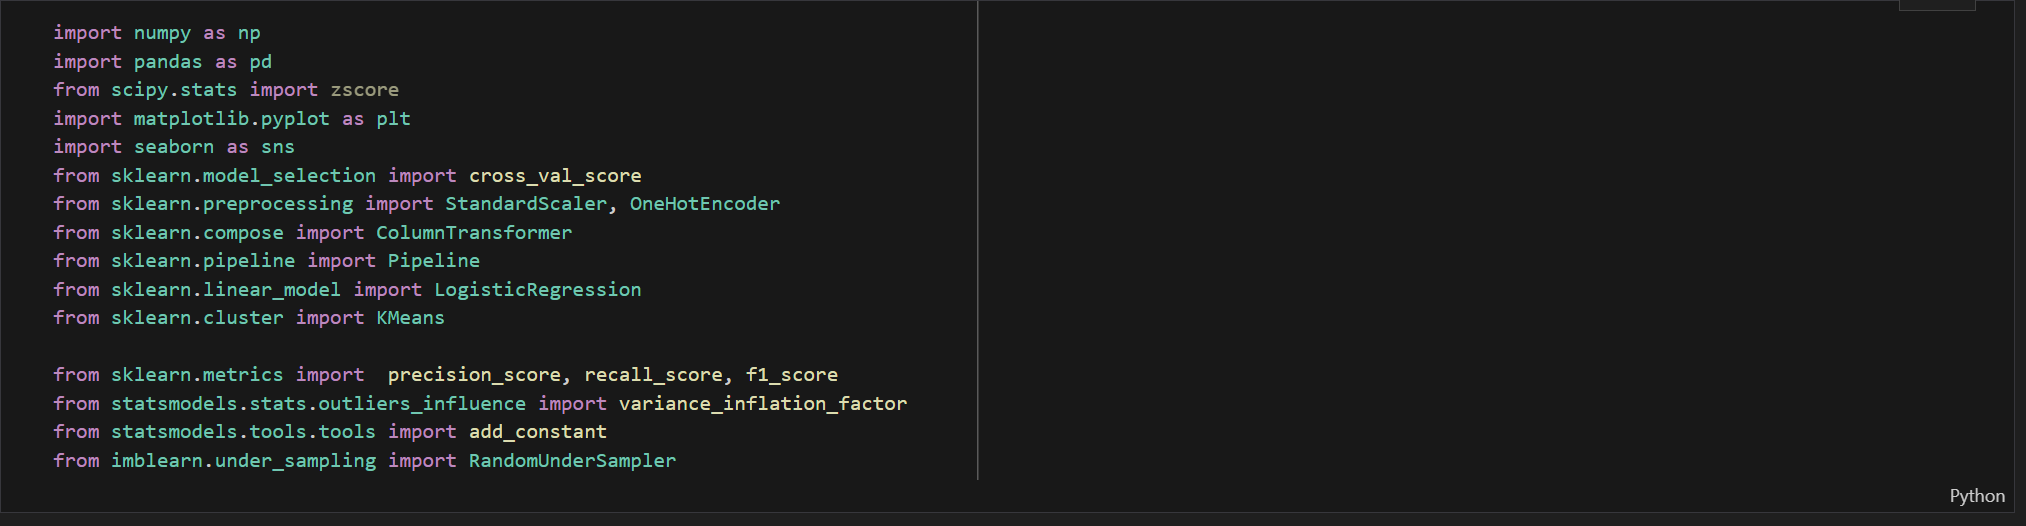 import numpy as np
import pandas as pd
from scipy.stats import zscore
import matplotlib.pyplot as plt
import seaborn as sns
from sklearn.model_selection import cross_val_score
from sklearn.preprocessing import StandardScaler, OneHotEncoder
from sklearn.compose import ColumnTransformer
from sklearn.pipeline import Pipeline
from sklearn.linear_model import LogisticRegression
from sklearn.cluster import KMeans

from sklearn.metrics import  precision_score, recall_score, f1_score
from statsmodels.stats.outliers_influence import variance_inflation_factor
from statsmodels.tools.tools import add_constant
from imblearn.under_sampling import RandomUnderSampler
Python